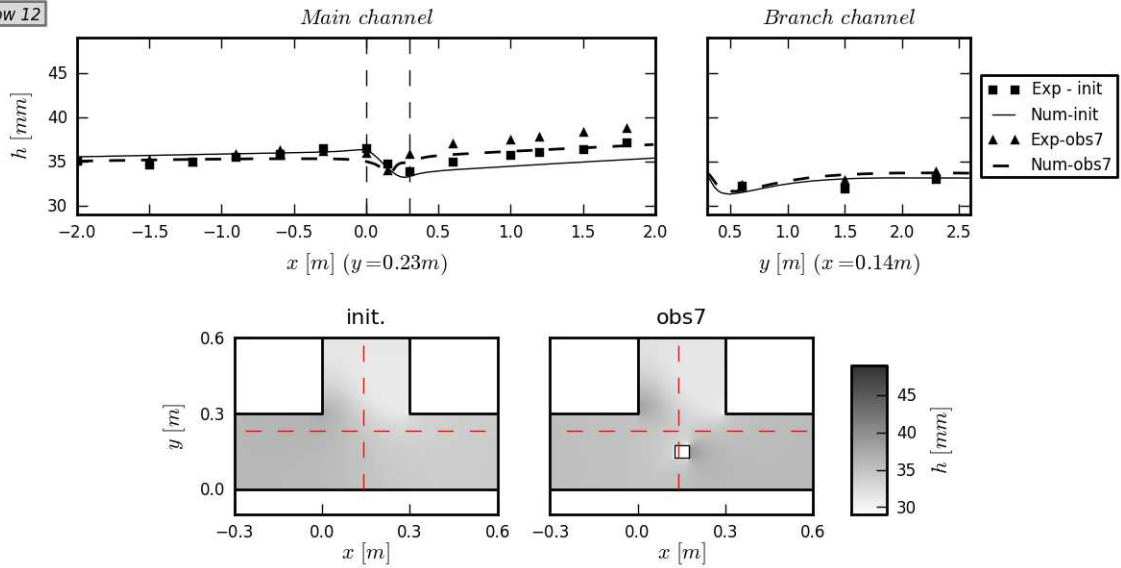 ow 12
Main channel
Branch channel
45
40
35
30
h [mm]
−2.0 −1.5 −1.0 −0.5 0.0 0.5 1.0 1.5 2.0
x [m] (y=0.23m)
0.5 1.0 1.5 2.0 2.5
y [m] (x=0.14m)
Exp - init
Num-init
Exp-obs7
Num-obs7
init.
obs7
0.6
0.3
0.0
y [m]
−0.3 0.0 0.3 0.6
x [m]
−0.3 0.0 0.3 0.6
x [m]
45
40
35
30
h [mm]